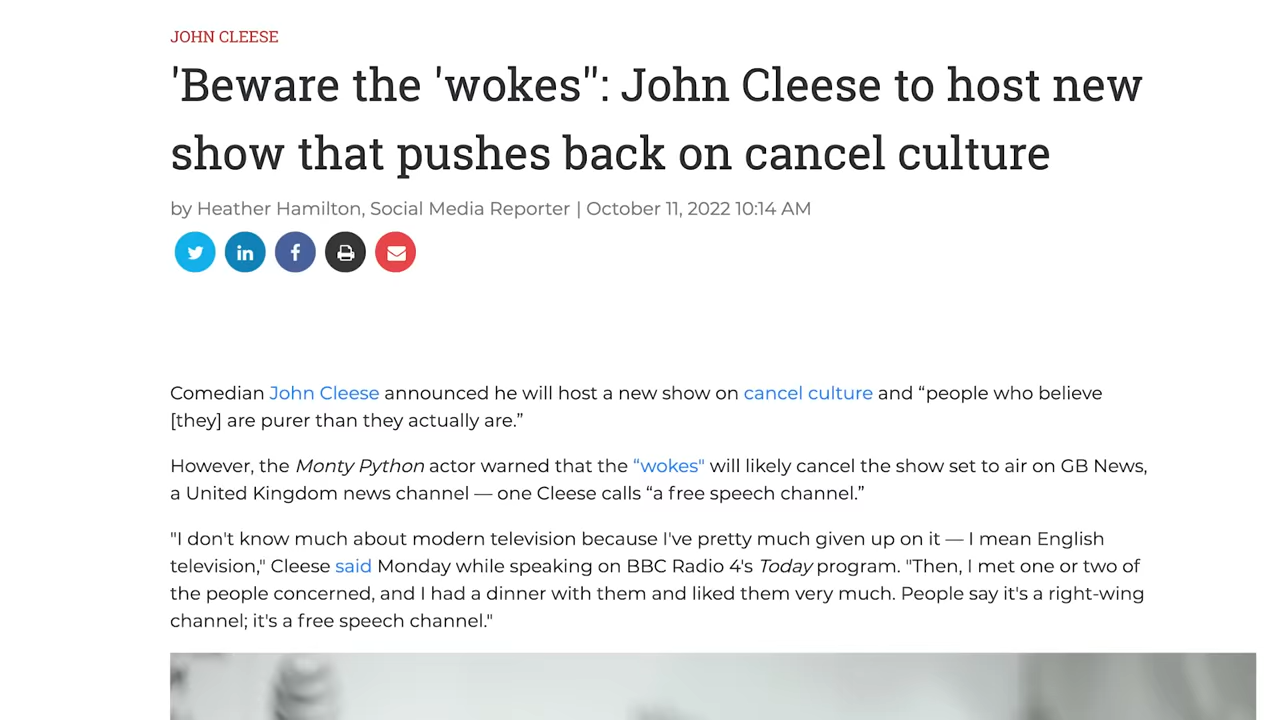 JOHN CLEESE
'Beware the 'wokes": John Cleese to host new
show that pushes back on cancel culture
by Heather Hamilton, Social Media Reporter | October 11, 2022 10:14 AM
in f
Comedian John Cleese announced he will host a new show on cancel culture and “people who believe
[they] are purer than they actually are.”
However, the Monty Python actor warned that the “wokes" will likely cancel the show set to air on GB News,
a United Kingdom news channel — one Cleese calls “a free speech channel.”
"I don't know much about modern television because I've pretty much given up on it — I mean English
television," Cleese said Monday while speaking on BBC Radio 4's Today program. "Then, I met one or two of
the people concerned, and I had a dinner with them and liked them very much. People say it's a right-wing
channel; it's a free speech channel."